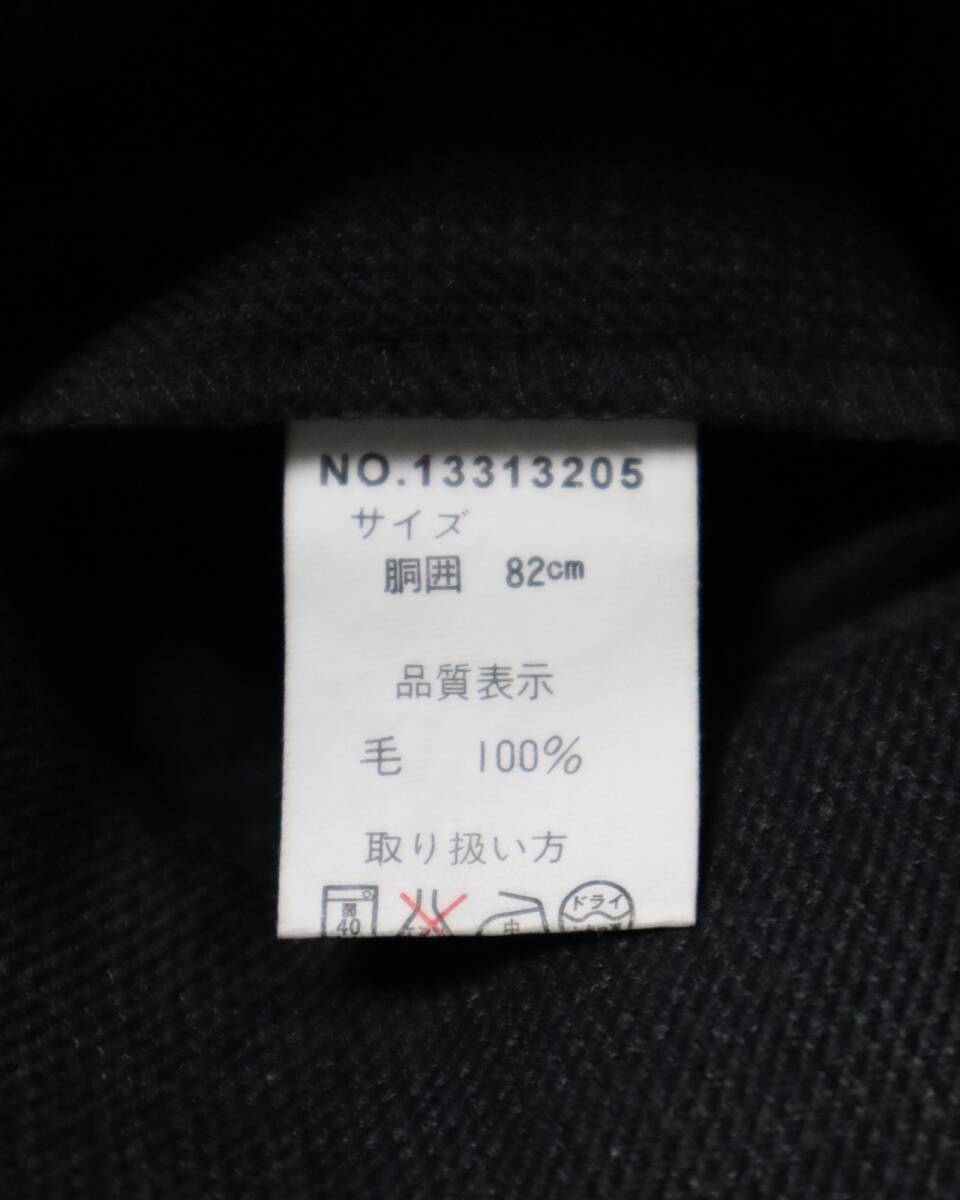 NO.13313205
サイズ
胴囲 82cm
品質表示
毛 100%
取り扱い方
40 中 ドライ